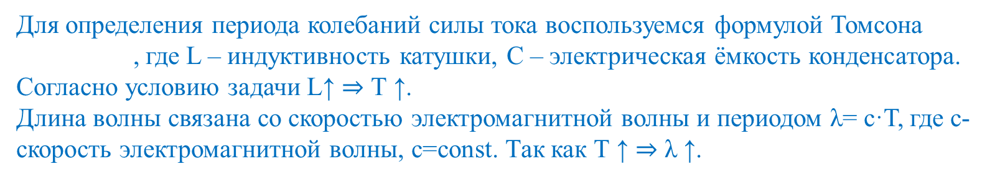 Для определения периода колебаний силы тока воспользуемся формулой Томсона
, где L – индуктивность катушки, С – электрическая ёмкость конденсатора.
Согласно условию задачи L↑ ⇒ T ↑.
Длина волны связана со скоростью электромагнитной волны и периодом λ= c·T, где с-
скорость электромагнитной волны, c=const. Так как T ↑ ⇒ λ ↑.